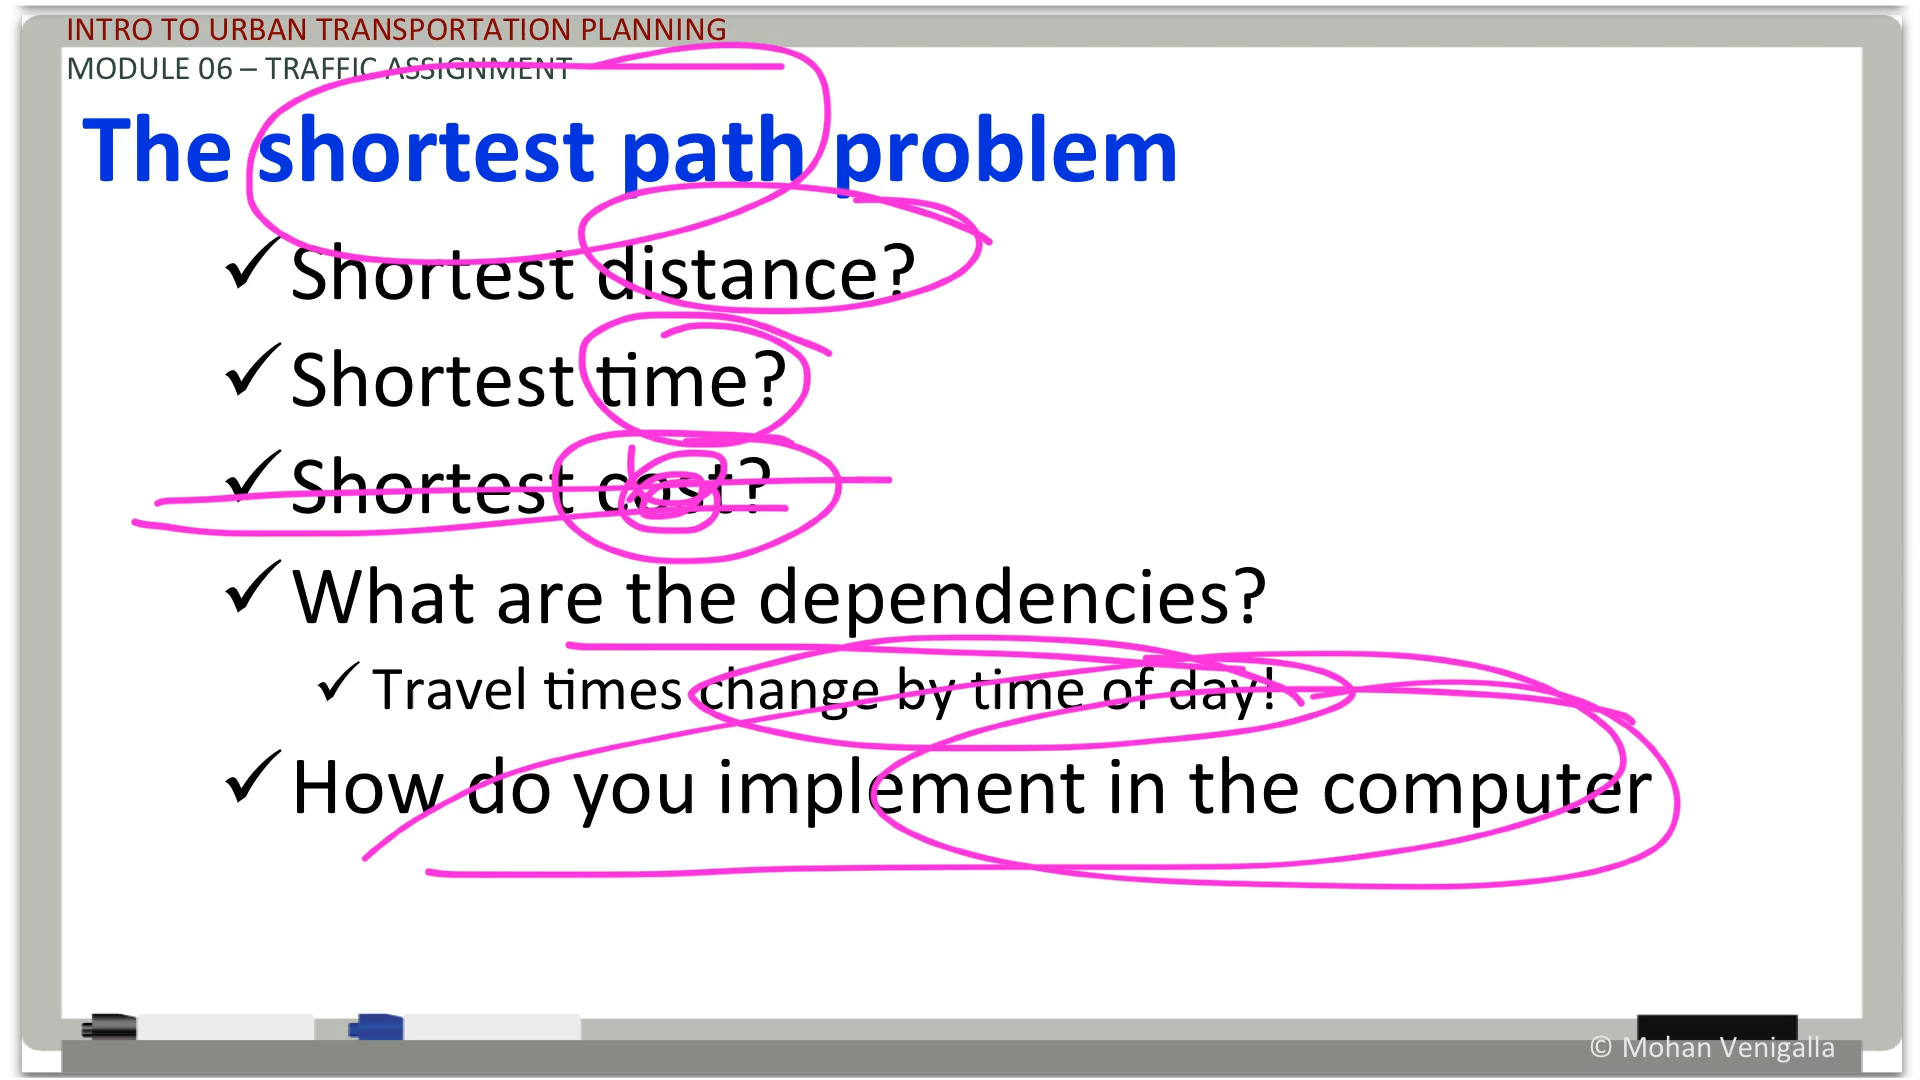 INTRO TO URBAN TRANSPORTATION PLANNING
MODULE 06 – TRAFFIC ASSIGNMENT
The shortest path problem
✓ Shortest distance?
✓ Shortest time?
✓ Shortest cost?
✓ What are the dependencies?
✓ Travel times change by time of day!
✓ How do you implement in the computer
© Mohan Venigalla